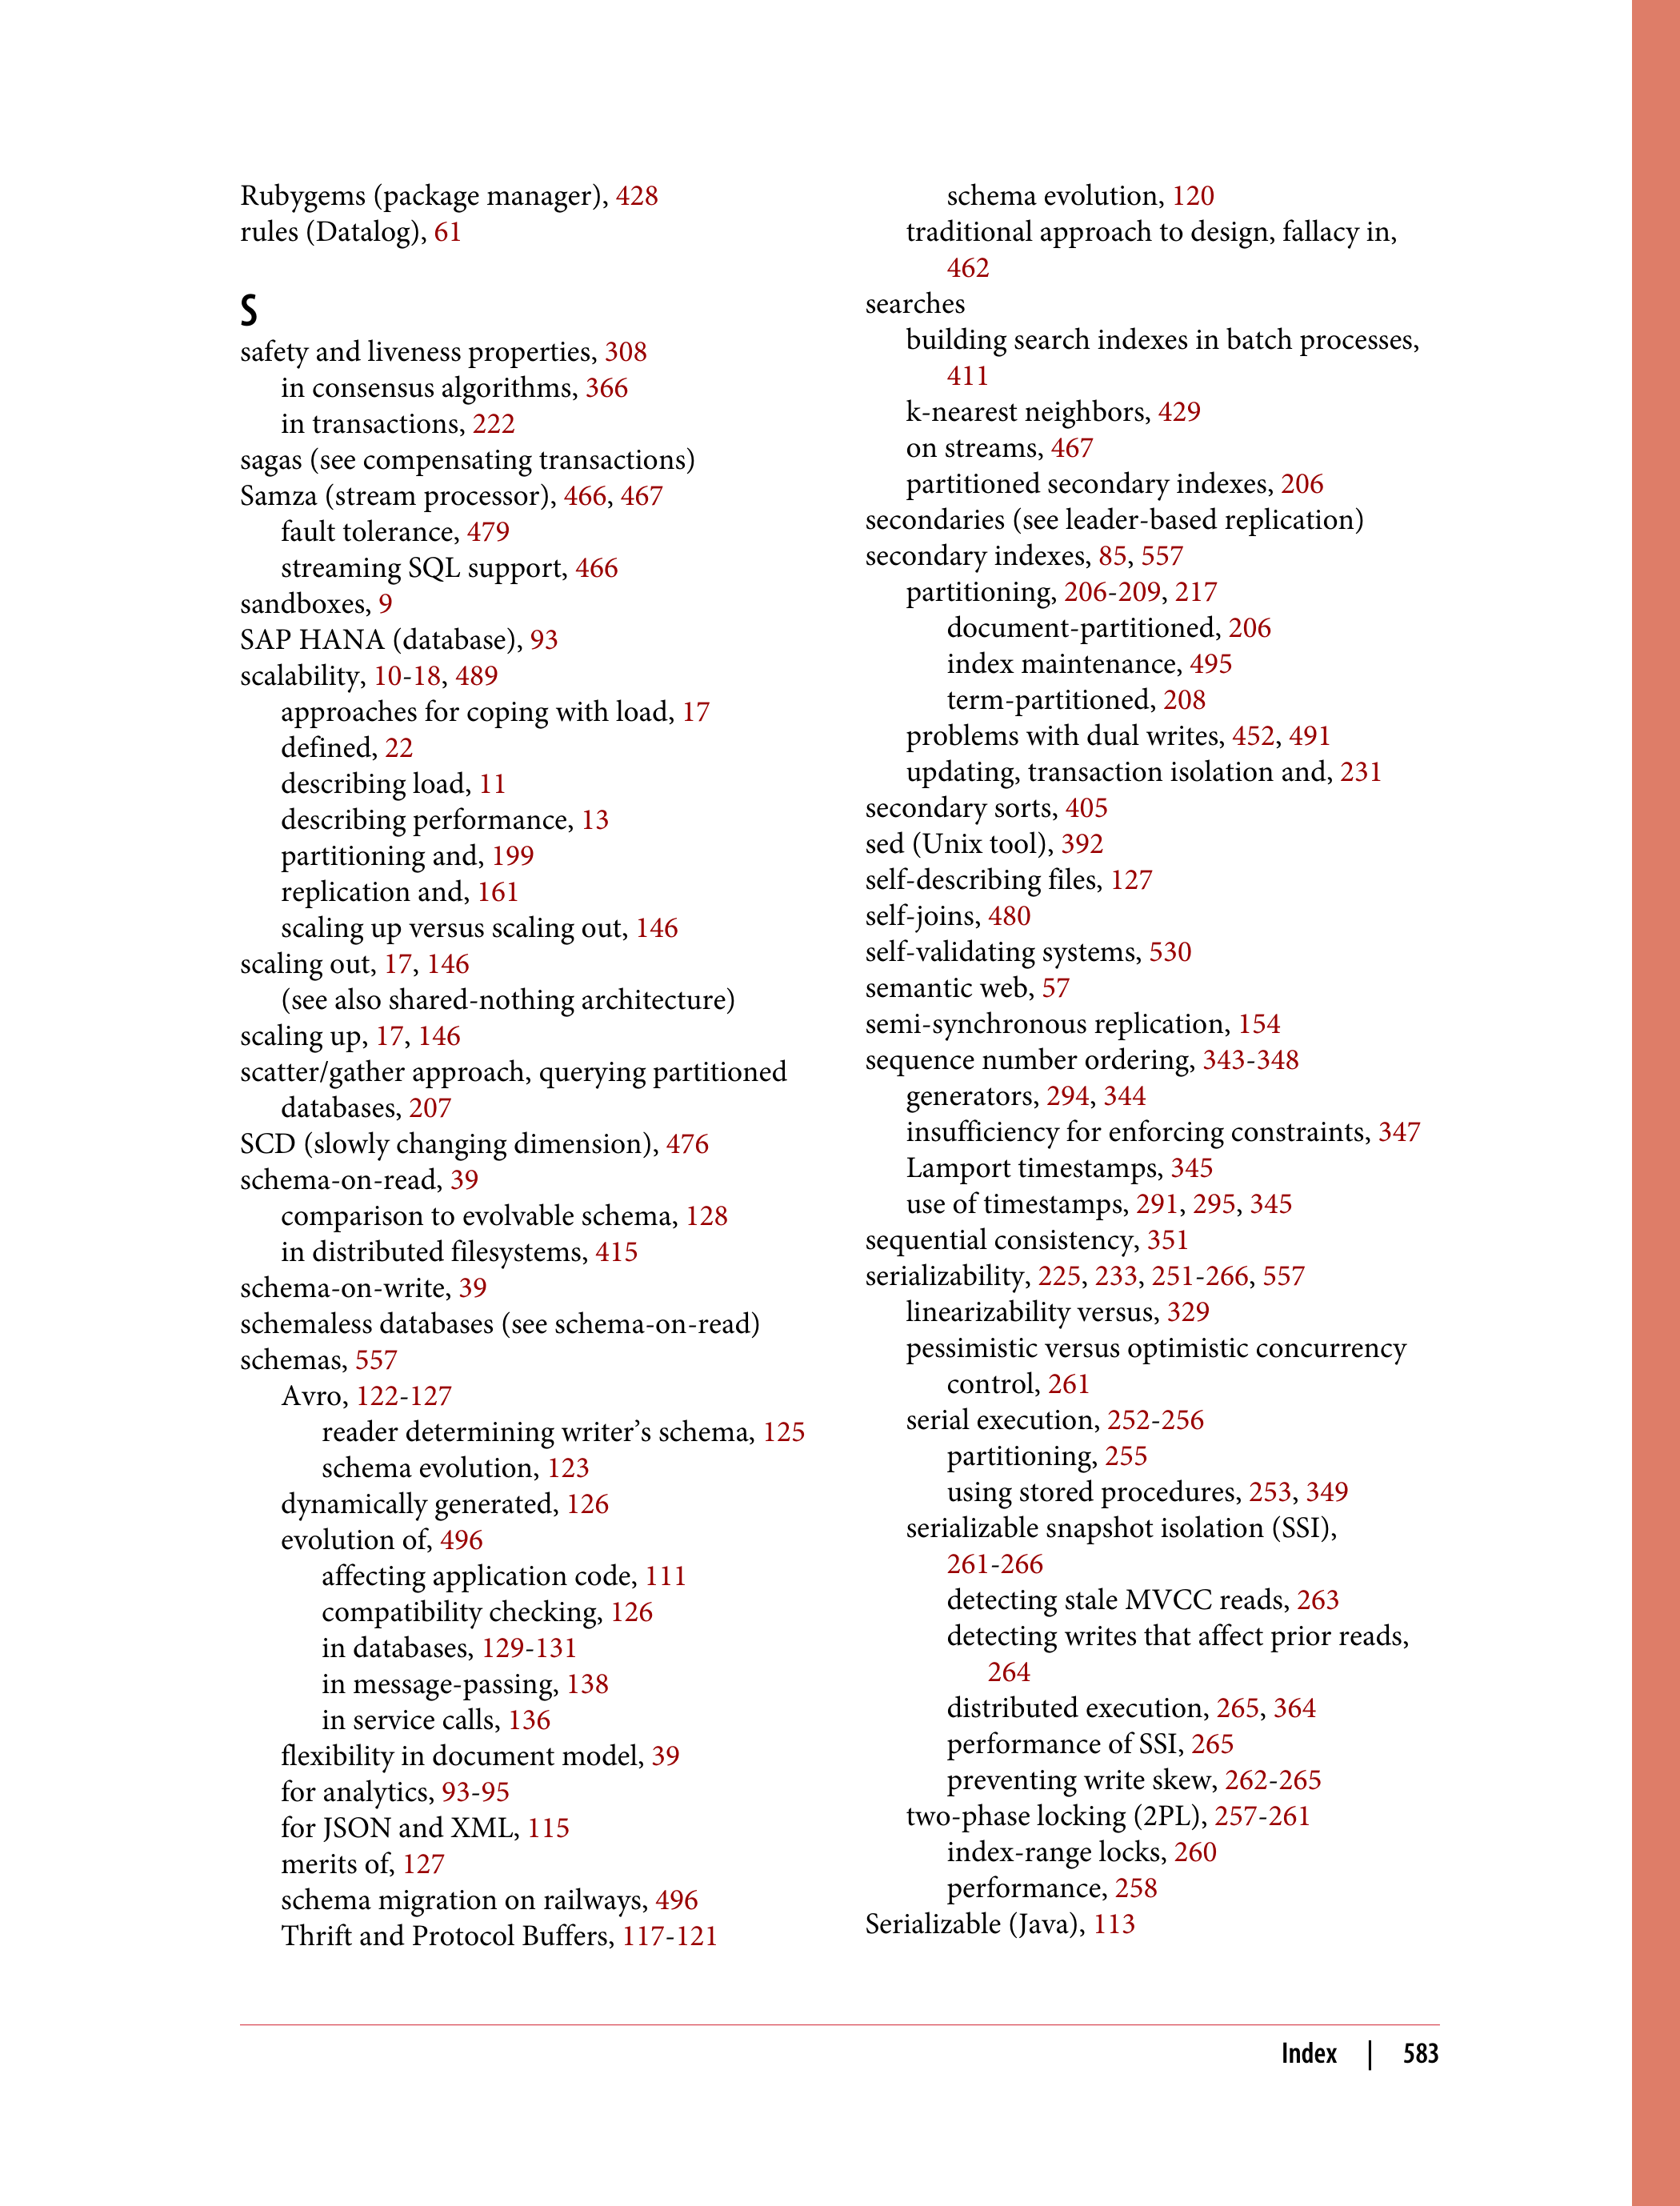 Rubygems (package manager), 428
rules (Datalog), 61
S
safety and liveness properties, 308
in consensus algorithms, 366
in transactions, 222
sagas (see compensating transactions)
Samza (stream processor), 466, 467
fault tolerance, 479
streaming SQL support, 466
sandboxes, 9
SAP HANA (database), 93
scalability, 10-18, 489
approaches for coping with load, 17
defined, 22
describing load, 11
describing performance, 13
partitioning and, 199
replication and, 161
scaling up versus scaling out, 146
scaling out, 17, 146
(see also shared-nothing architecture)
scaling up, 17, 146
scatter/gather approach, querying partitioned
databases, 207
SCD (slowly changing dimension), 476
schema-on-read, 39
comparison to evolvable schema, 128
in distributed filesystems, 415
schema-on-write, 39
schemaless databases (see schema-on-read)
schemas, 557
Avro, 122-127
reader determining writer’s schema, 125
schema evolution, 123
dynamically generated, 126
evolution of, 496
affecting application code, 111
compatibility checking, 126
in databases, 129-131
in message-passing, 138
in service calls, 136
flexibility in document model, 39
for analytics, 93-95
for JSON and XML, 115
merits of, 127
schema migration on railways, 496
Thrift and Protocol Buffers, 117-121
schema evolution, 120
traditional approach to design, fallacy in,
462
searches
building search indexes in batch processes,
411
k-nearest neighbors, 429
on streams, 467
partitioned secondary indexes, 206
secondaries (see leader-based replication)
secondary indexes, 85, 557
partitioning, 206-209, 217
document-partitioned, 206
index maintenance, 495
term-partitioned, 208
problems with dual writes, 452, 491
updating, transaction isolation and, 231
secondary sorts, 405
sed (Unix tool), 392
self-describing files, 127
self-joins, 480
self-validating systems, 530
semantic web, 57
semi-synchronous replication, 154
sequence number ordering, 343-348
generators, 294, 344
insufficiency for enforcing constraints, 347
Lamport timestamps, 345
use of timestamps, 291, 295, 345
sequential consistency, 351
serializability, 225, 233, 251-266, 557
linearizability versus, 329
pessimistic versus optimistic concurrency
control, 261
serial execution, 252-256
partitioning, 255
using stored procedures, 253, 349
serializable snapshot isolation (SSI),
261-266
detecting stale MVCC reads, 263
detecting writes that affect prior reads,
264
distributed execution, 265, 364
performance of SSI, 265
preventing write skew, 262-265
two-phase locking (2PL), 257-261
index-range locks, 260
performance, 258
Serializable (Java), 113
Index | 583